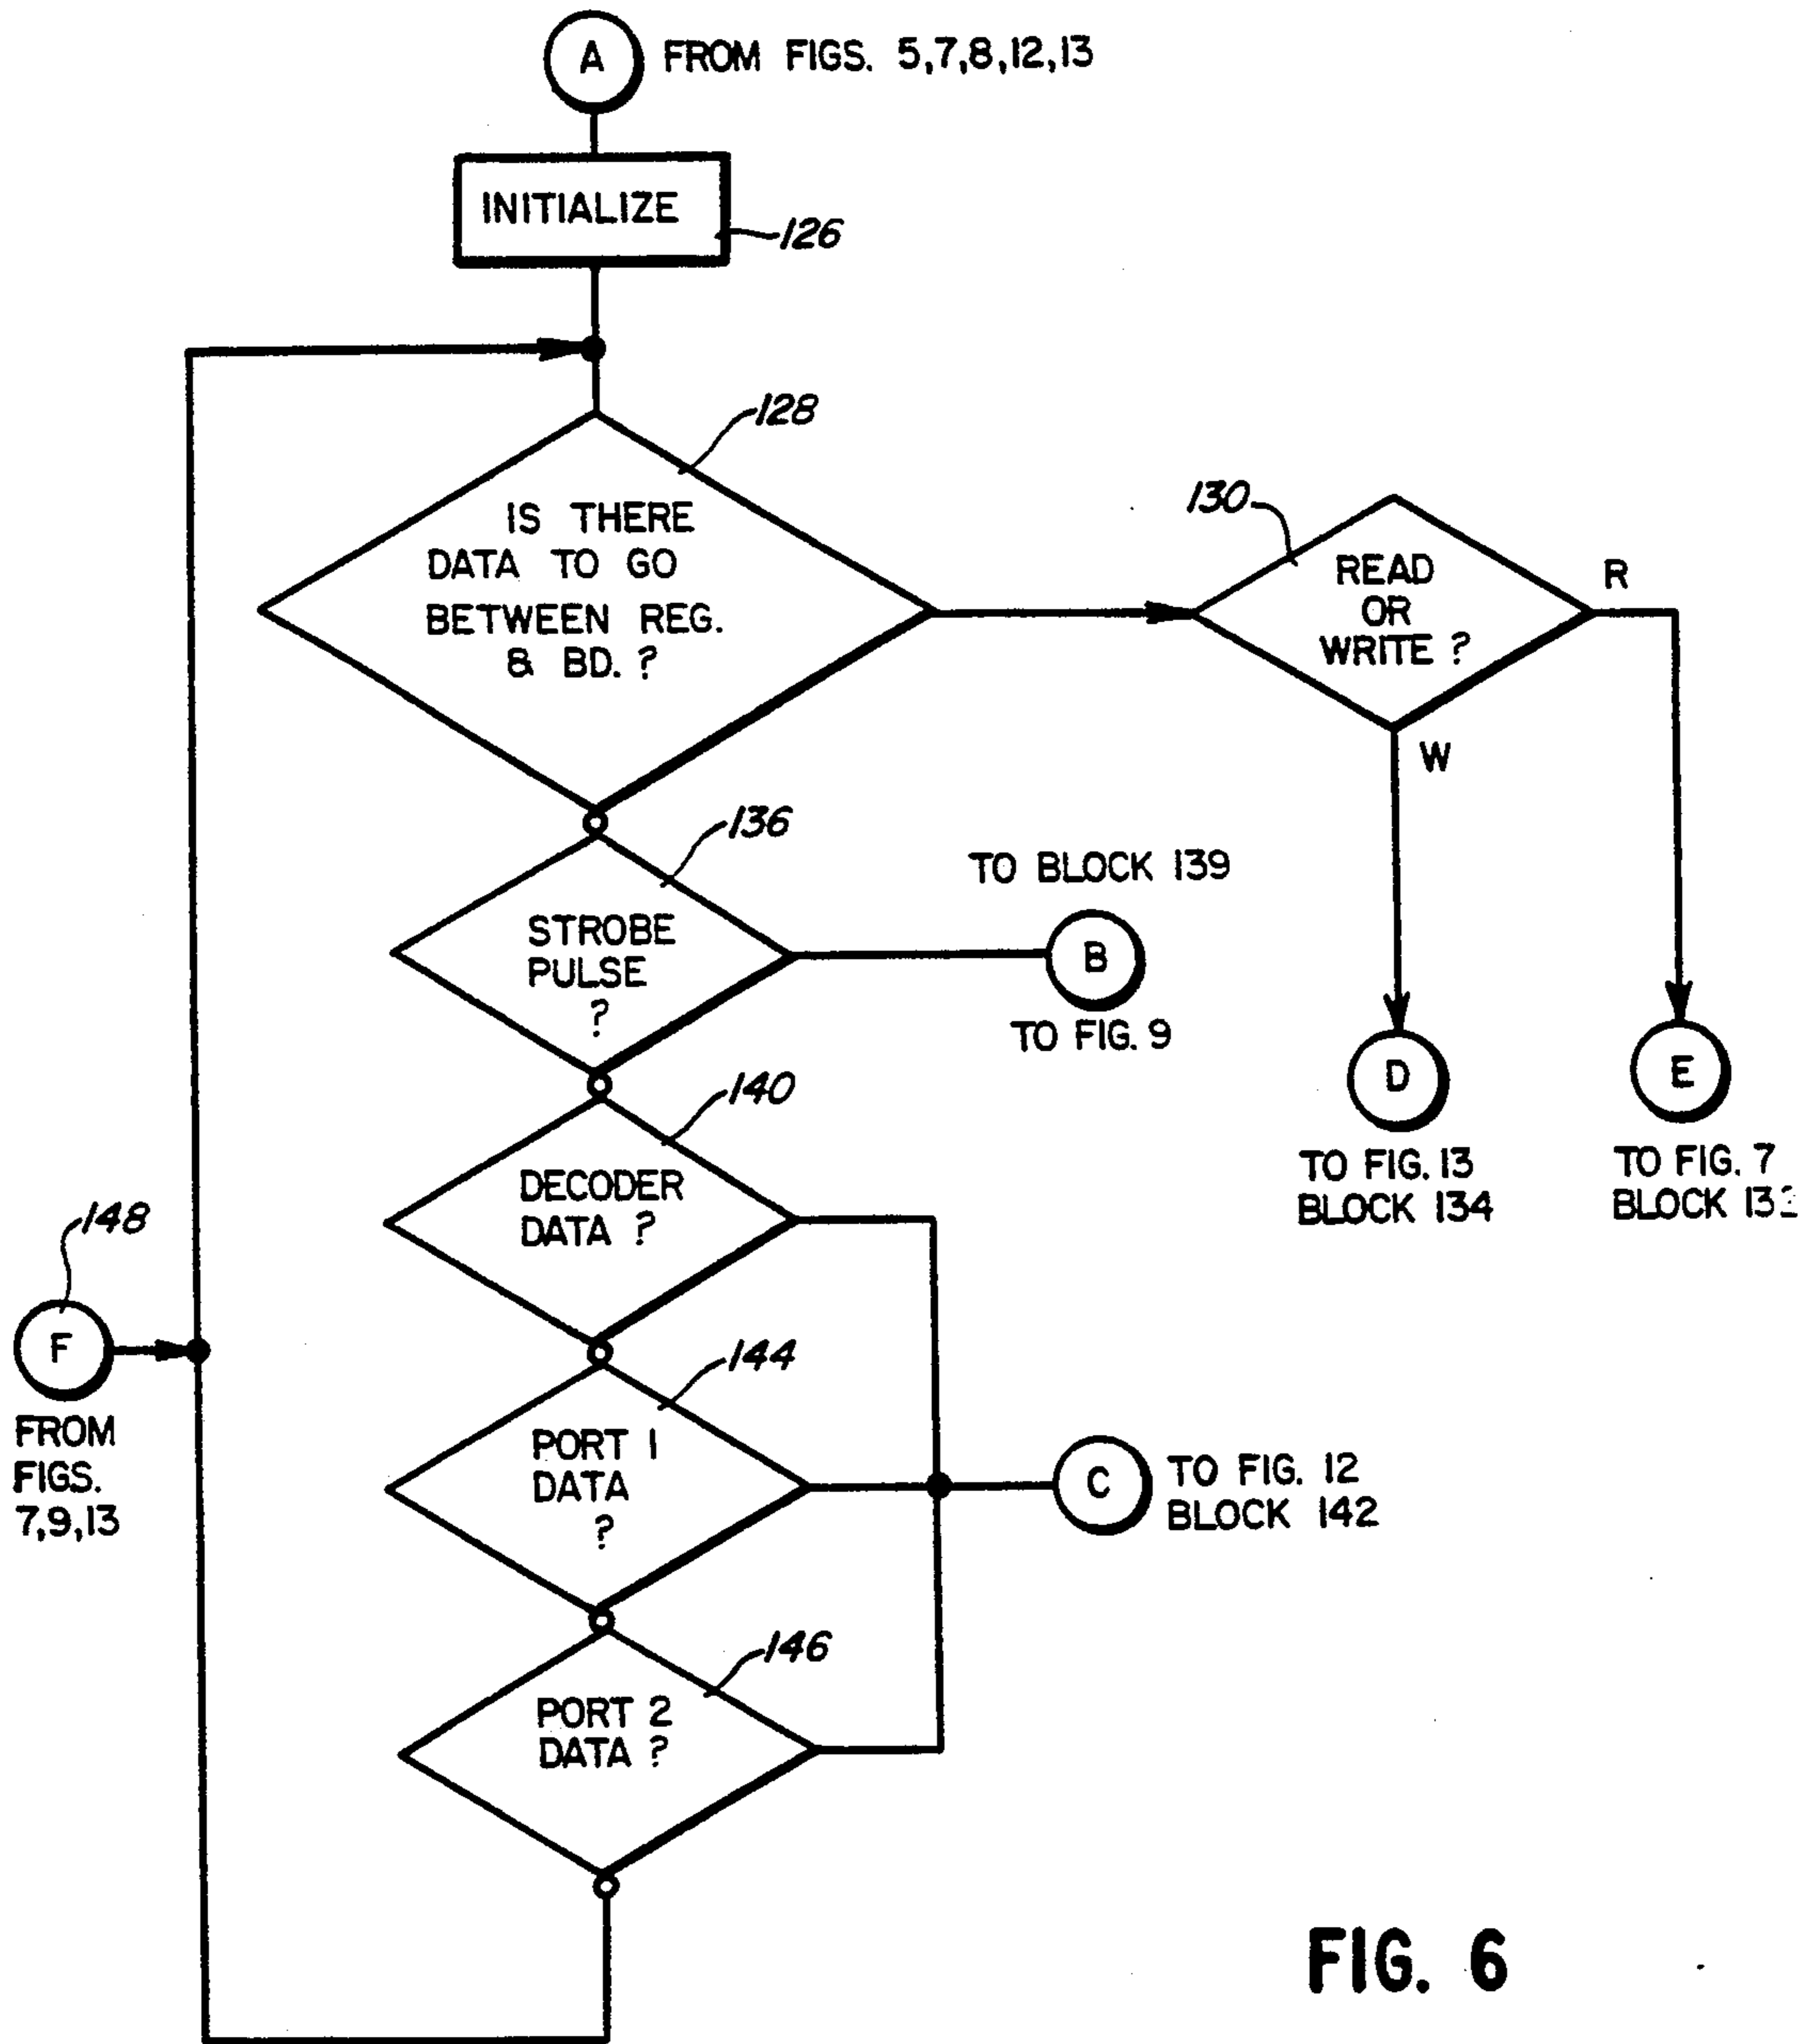 A FROM FIGS. 5,7,8,12,13
INITIALIZE
126
128
IS THERE
DATA TO GO
BETWEEN REG.
& BD. ?
130
READ
OR
WRITE ?
R
W
136
STROBE
PULSE
?
TO BLOCK 139
B
TO FIG. 9
D
TO FIG. 13
BLOCK 134
E
TO FIG. 7
BLOCK
140
DECODER
DATA ?
148
F
FROM
FIGS.
7,9,13
144
PORT 1
DATA
?
C
TO FIG. 12
BLOCK 142
146
PORT 2
DATA ?
FIG. 6